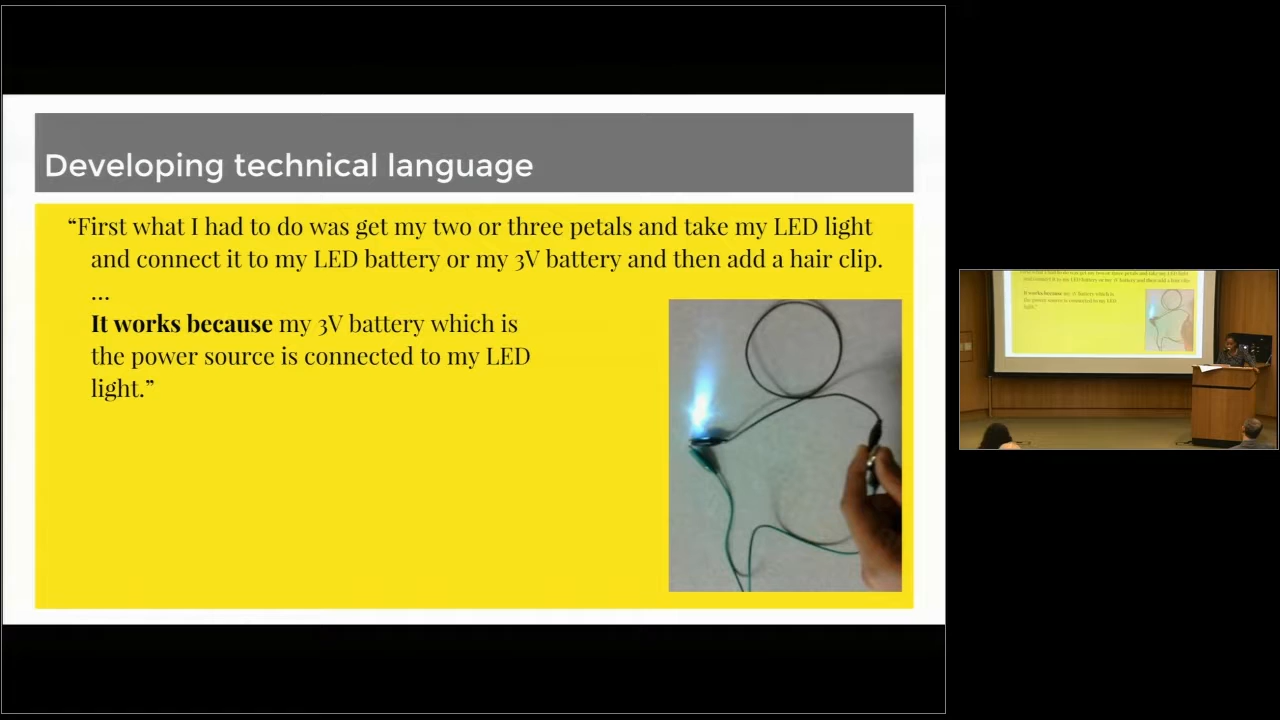 Developing technical language
“First what I had to do was get my two or three petals and take my LED light
and connect it to my LED battery or my 3V battery and then add a hair clip.
…
It works because my 3V battery which is
the power source is connected to my LED
light.”